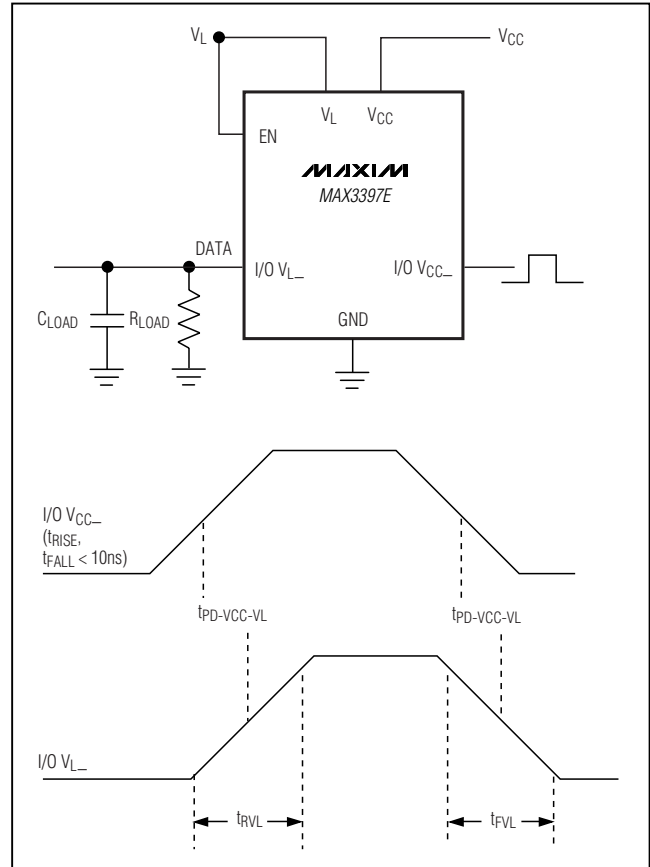 VL
VCC
VL VCC
EN
MAXIM
MAX3397E
DATA
I/O VL_
I/O VCC_
CLOAD
RLOAD
GND
I/O VCC_
(tRISE,
tFALL < 10ns)
tPD-VCC-VL
tPD-VCC-VL
I/O VL_
tRVL
tFVL